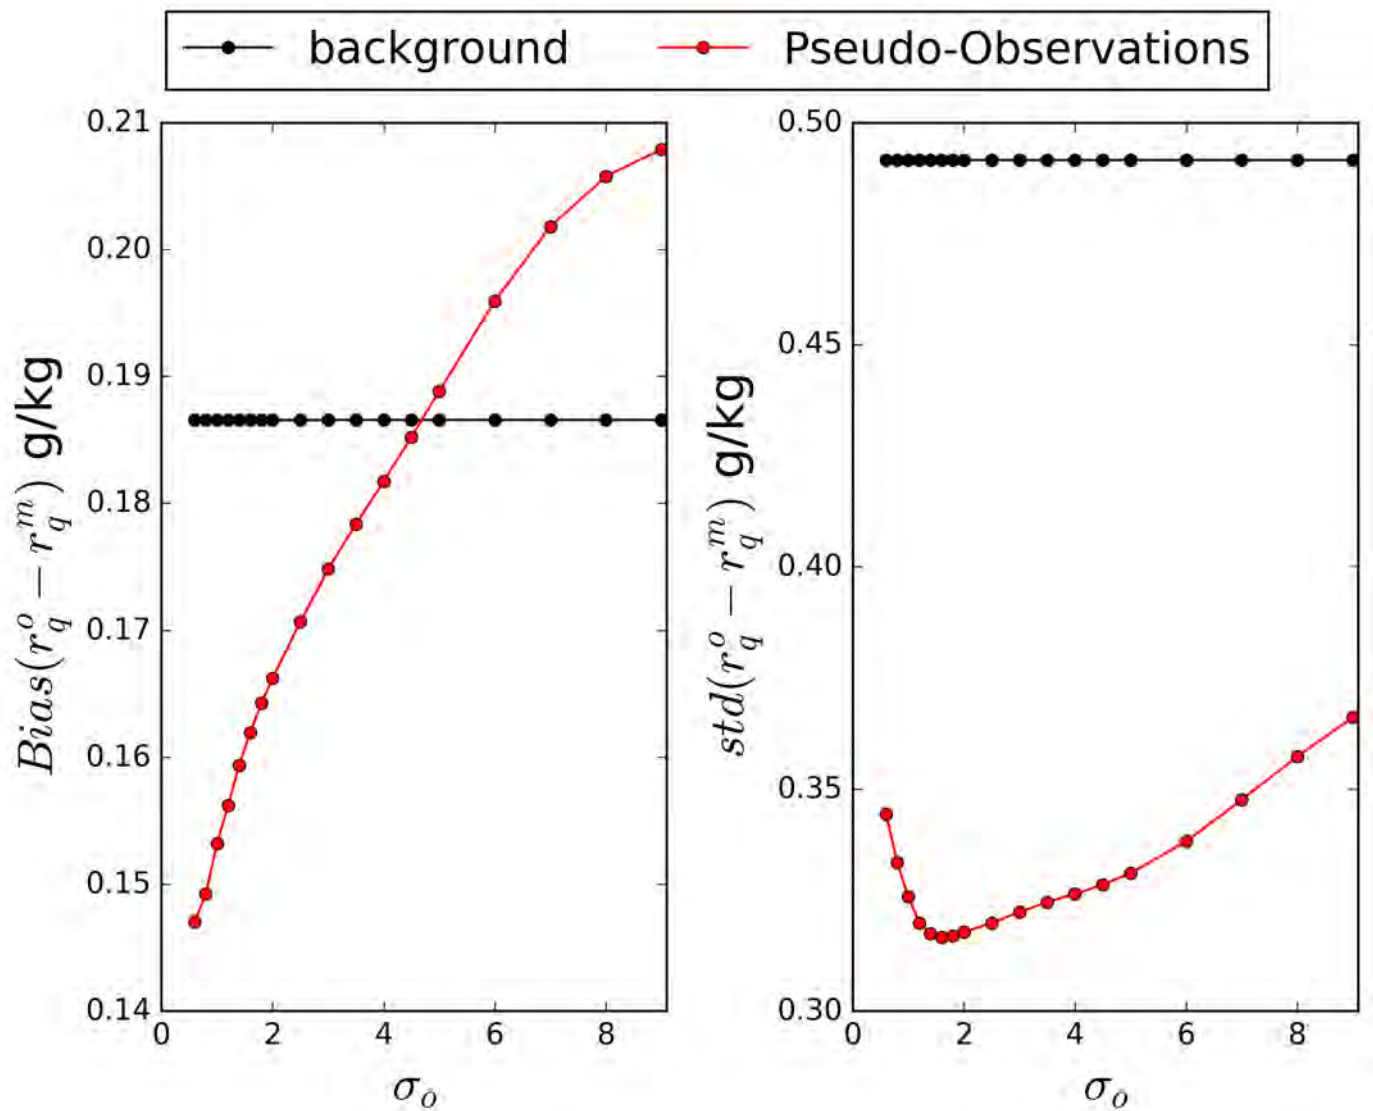 background Pseudo-Observations
0.21
0.20
0.19
0.18
0.17
0.16
0.15
0.14
0 2 4 6 8
Bias(r_q^o − r_q^m) g/kg
σ_o
0.50
0.45
0.40
0.35
0.30
0 2 4 6 8
std(r_q^o − r_q^m) g/kg
σ_o